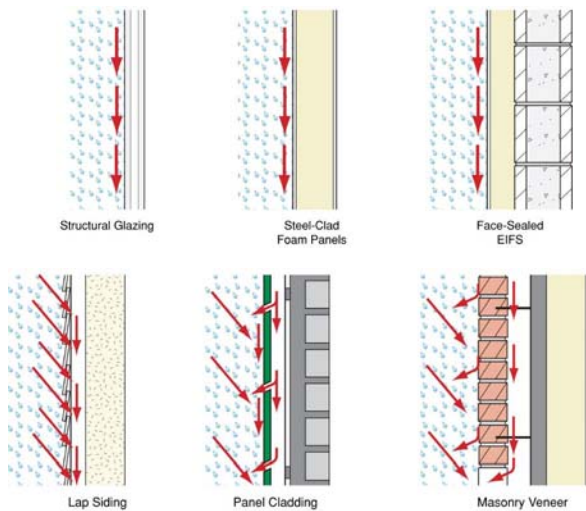 Structural Glazing
Steel-Clad
Foam Panels
Face-Sealed
EIFS
Lap Siding
Panel Cladding
Masonry Veneer